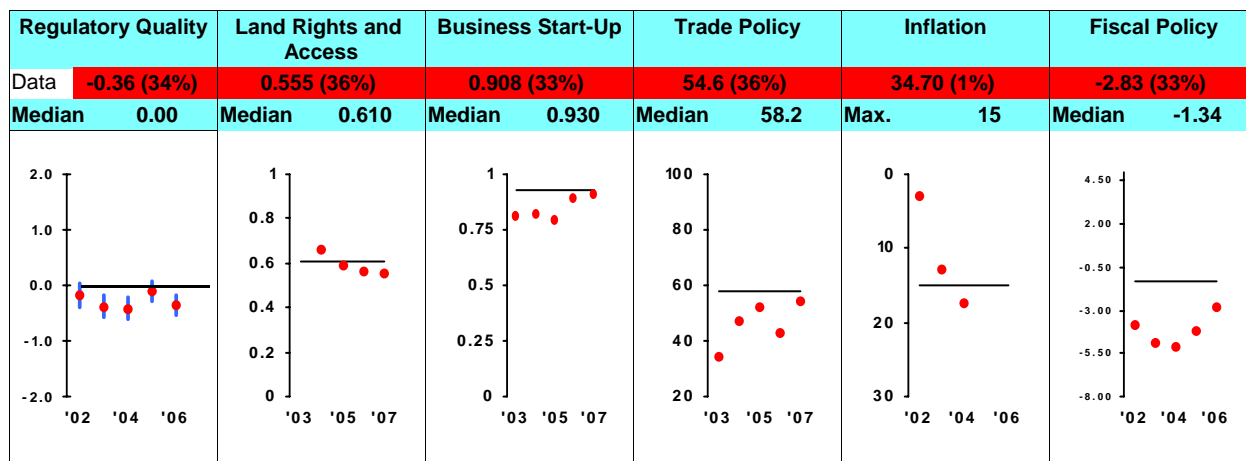 Regulatory Quality
Land Rights and
Access
Business Start-Up
Trade Policy
Inflation
Fiscal Policy
Data -0.36 (34%)
0.555 (36%)
0.908 (33%)
54.6 (36%)
34.70 (1%)
-2.83 (33%)
Median 0.00
Median 0.610
Median 0.930
Median 58.2
Max. 15
Median -1.34
2.0
1.0
0.0
-1.0
-2.0
'02 '04 '06
1
0.8
0.6
0.4
0.2
0
'03 '05 '07
1
0.75
0.5
0.25
0
'03 '05 '07
100
80
60
40
20
'03 '05 '07
0
10
20
30
'02 '04 '06
4.50
2.00
-0.50
-3.00
-5.50
-8.00
'02 '04 '06